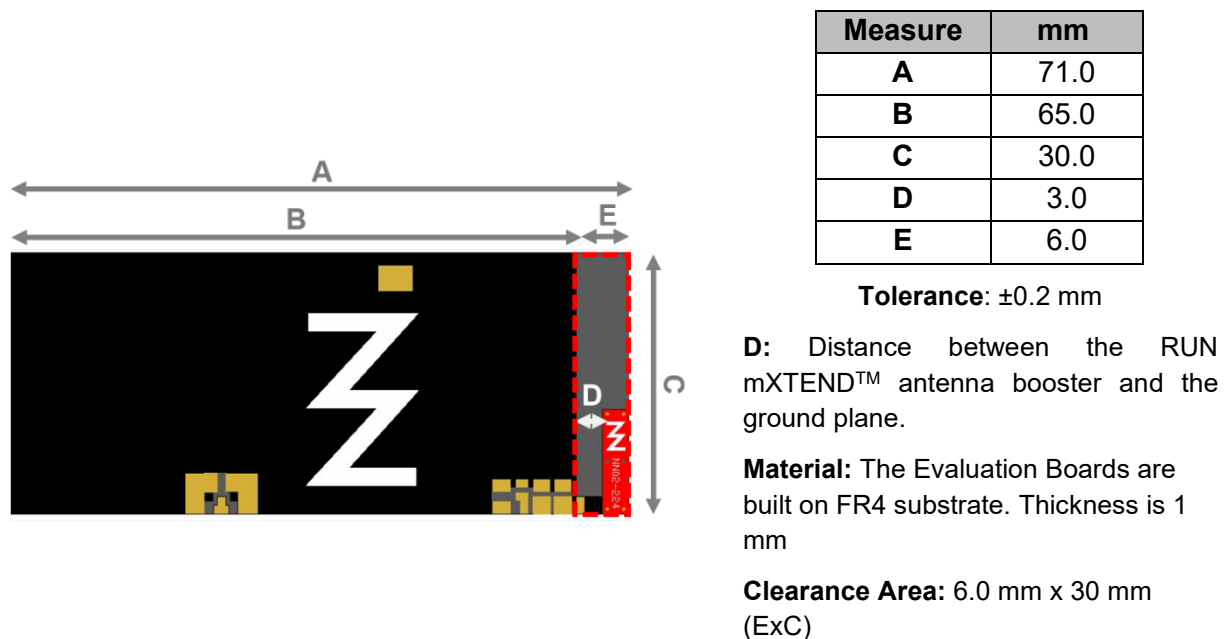 A
B
E
D
C
NN02-224
Measure mm
A 71.0
B 65.0
C 30.0
D 3.0
E 6.0
Tolerance: ±0.2 mm
D: Distance between the RUN
mXTEND™ antenna booster and the
ground plane.
Material: The Evaluation Boards are
built on FR4 substrate. Thickness is 1
mm
Clearance Area: 6.0 mm x 30 mm
(ExC)